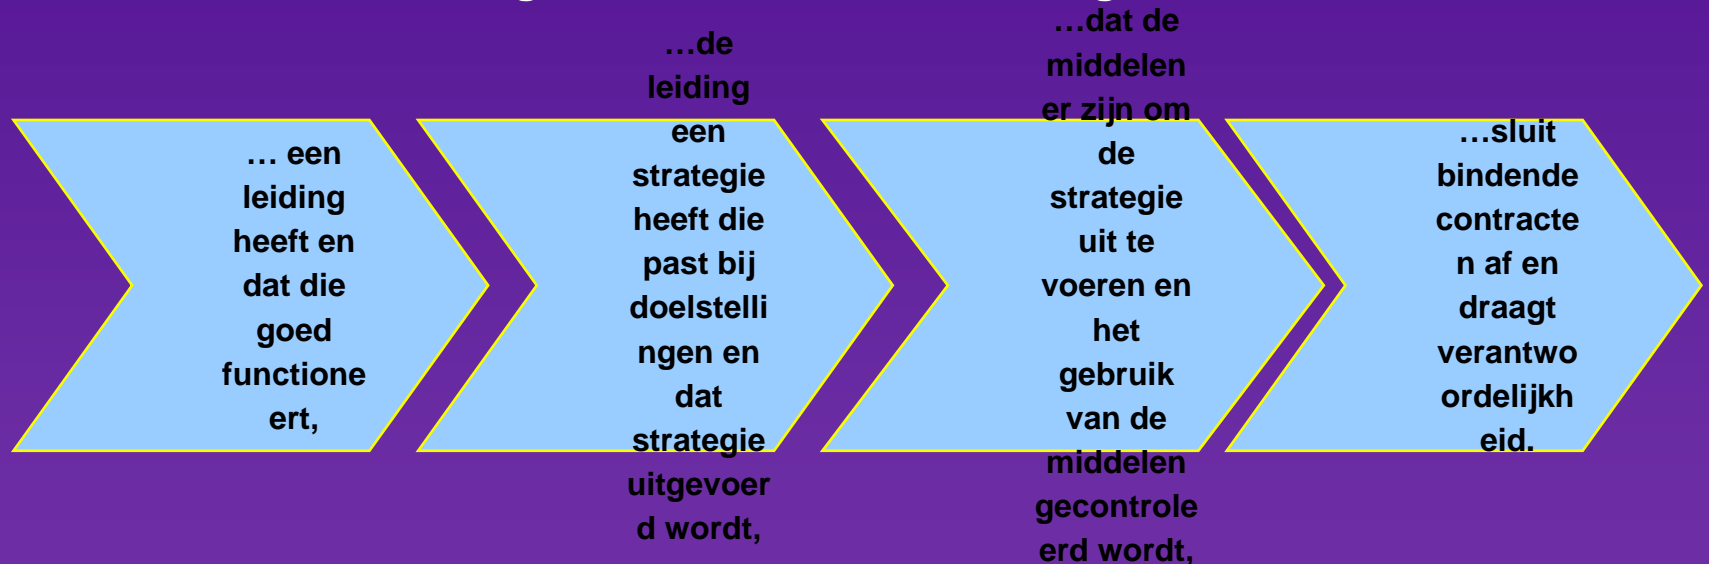 … een
leiding
heeft en
dat die
goed
functione
ert,
…de
leiding
een
strategie
heeft die
past bij
doelstelli
ngen en
dat
strategie
uitgevoer
d wordt,
…dat de
middelen
er zijn om
de
strategie
uit te
voeren en
het
gebruik
van de
middelen
gecontrole
erd wordt,
…sluit
bindende
contracte
n af en
draagt
verantwo
ordelijkh
eid.